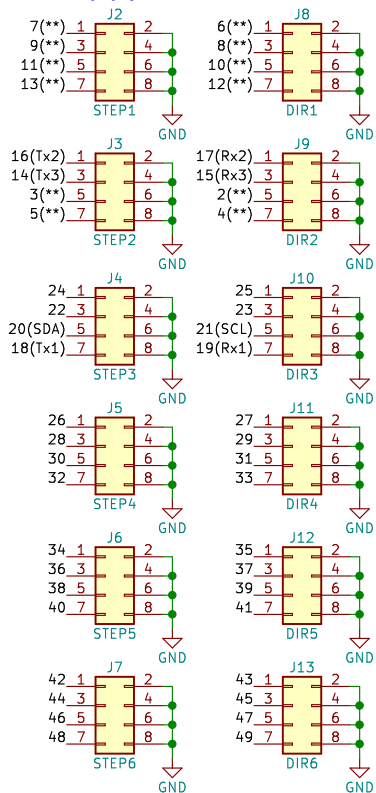 J2
7(**) 1 2
9(**) 3 4
11(**) 5 6
13(**) 7 8
STEP1
GND
J8
6(**) 1 2
8(**) 3 4
10(**) 5 6
12(**) 7 8
DIR1
GND
J3
16(Tx2) 1 2
14(Tx3) 3 4
3(**) 5 6
5(**) 7 8
STEP2
GND
J9
17(Rx2) 1 2
15(Rx3) 3 4
2(**) 5 6
4(**) 7 8
DIR2
GND
J4
24 1 2
22 3 4
20(SDA) 5 6
18(Tx1) 7 8
STEP3
GND
J10
25 1 2
23 3 4
21(SCL) 5 6
19(Rx1) 7 8
DIR3
GND
J5
26 1 2
28 3 4
30 5 6
32 7 8
STEP4
GND
J11
27 1 2
29 3 4
31 5 6
33 7 8
DIR4
GND
J6
34 1 2
36 3 4
38 5 6
40 7 8
STEP5
GND
J12
35 1 2
37 3 4
39 5 6
41 7 8
DIR5
GND
J7
42 1 2
44 3 4
46 5 6
48 7 8
STEP6
GND
J13
43 1 2
45 3 4
47 5 6
49 7 8
DIR6
GND